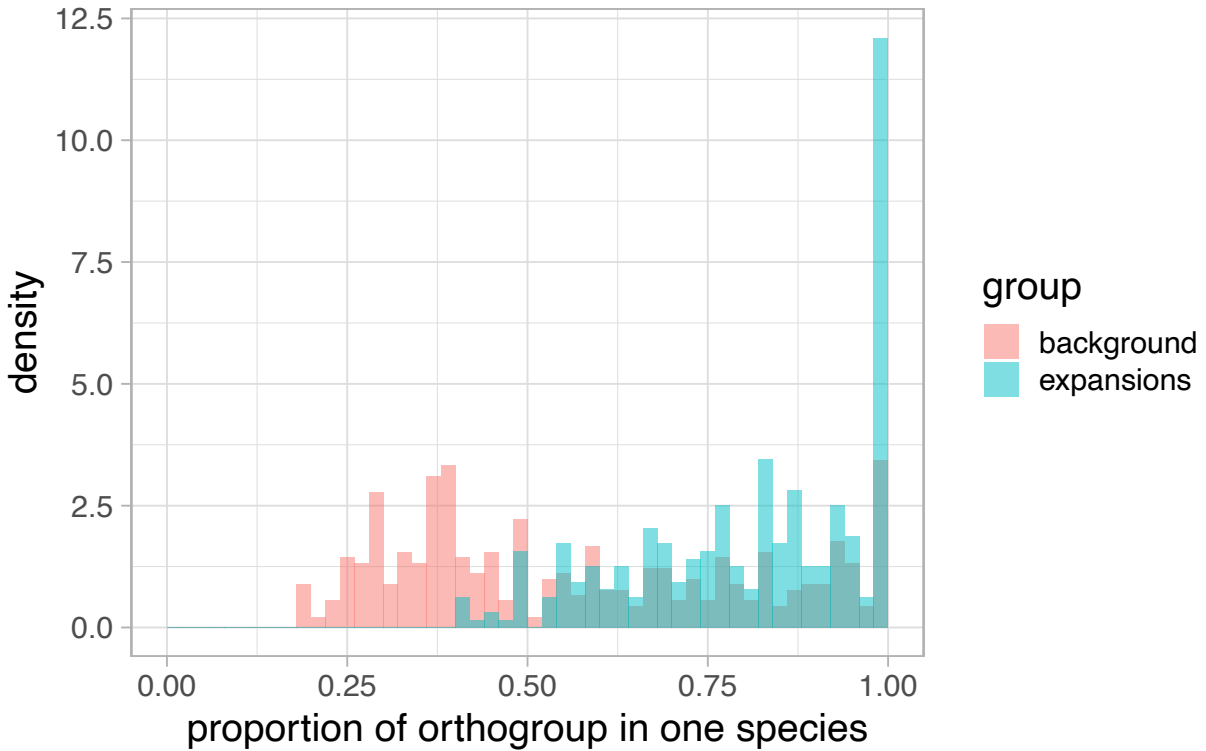 12.5
10.0
7.5
5.0
2.5
0.0
density
0.00 0.25 0.50 0.75 1.00
proportion of orthogroup in one species
group
background
expansions